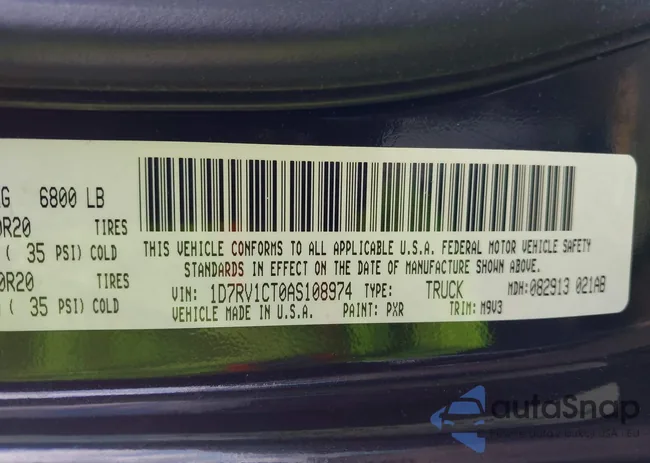 G 6800 LB
0R20 TIRES
( 35 PSI) COLD
0R20 TIRES
( 35 PSI) COLD
THIS VEHICLE CONFORMS TO ALL APPLICABLE U.S.A. FEDERAL MOTOR VEHICLE SAFETY
STANDARDS IN EFFECT ON THE DATE OF MANUFACTURE SHOWN ABOVE.
VIN: 1D7RV1CT0AS108974 TYPE: TRUCK MDH: 082913 021AB
VEHICLE MADE IN U.S.A. PAINT: PXR TRIM: M9V3
autoSnap